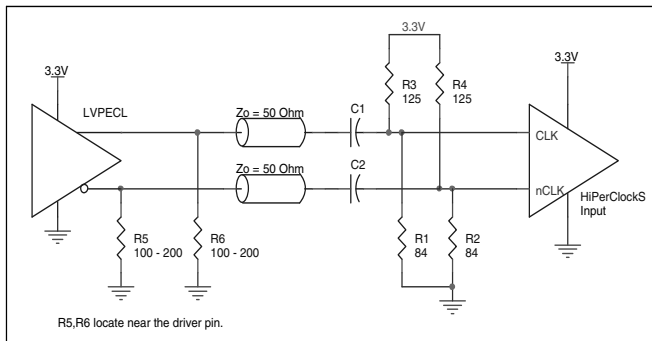 3.3V
3.3V
LVPECL
Zo = 50 Ohm
C1
R3
125
R4
125
3.3V
CLK
Zo = 50 Ohm
C2
nCLK
HiPerClockS
Input
R5
100 - 200
R6
100 - 200
R1
84
R2
84
R5,R6 locate near the driver pin.